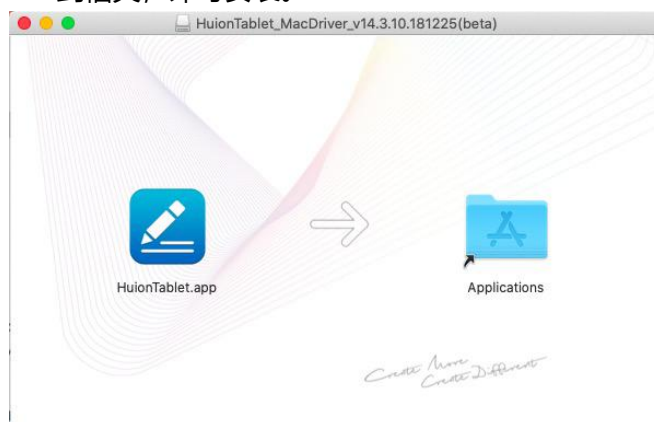 HuionTablet_MacDriver_v14.3.10.181225(beta)
HuionTablet.app
Applications
Create More
Create Different